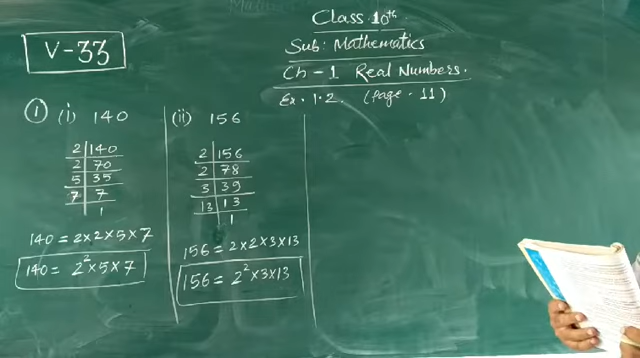 V-33
Class 10th
Sub: Mathematics
Ch-1 Real Numbers.
Ex. 1.2. (Page. 11)
① (i) 140
2 | 140
2 | 70
5 | 35
7 | 7
1
140 = 2×2×5×7
140 = 2²×5×7
(ii) 156
2 | 156
2 | 78
3 | 39
13 | 13
1
156 = 2×2×3×13
156 = 2²×3×13